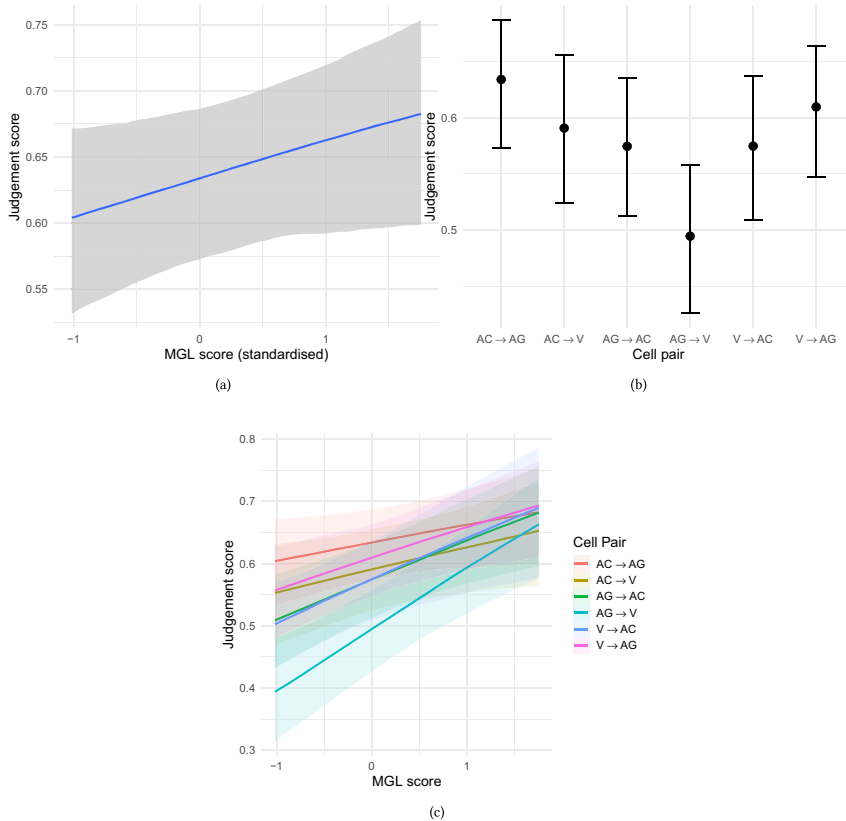 Judgement score
0.75
0.70
0.65
0.60
0.55
−1
0
1
MGL score (standardised)
(a)
Judgement score
0.6
0.5
AC→AG
AC→V
AG→AC
AG→V
V→AC
V→AG
Cell pair
(b)
Judgement score
0.8
0.7
0.6
0.5
0.4
0.3
−1
0
1
MGL score
Cell Pair
AC→AG
AC→V
AG→AC
AG→V
V→AC
V→AG
(c)